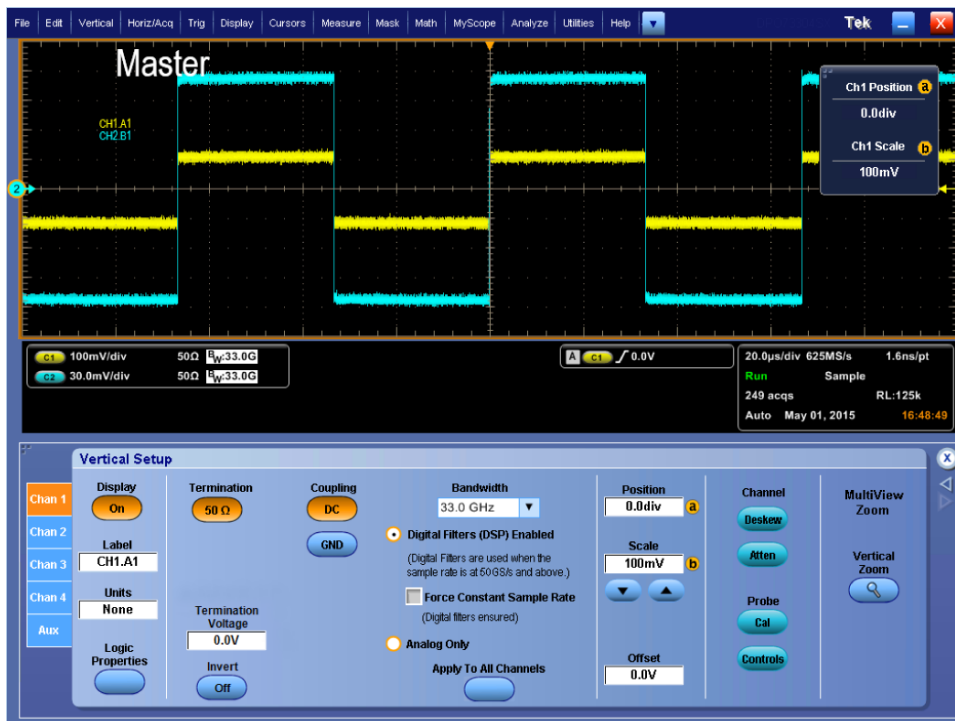 File Edit Vertical Horiz/Acq Trig Display Cursors Measure Mask Math MyScope Analyze Utilities Help Tek X
Master
CH1.A1
CH2.B1
Ch1 Position a
0.0div
Ch1 Scale b
100mV
2
C1 100mV/div 50Ω BW:33.0G
C2 30.0mV/div 50Ω BW:33.0G
A C1 0.0V
20.0µs/div 625MS/s 1.6ns/pt
Run Sample
249 acqs RL:125k
Auto May 01, 2015 16:48:49
Vertical Setup
X
Chan 1
Chan 2
Chan 3
Chan 4
Aux
Display
On
Label
CH1.A1
Units
None
Logic
Properties
Termination
50 Ω
Termination
Voltage
0.0V
Invert
Off
Coupling
DC
GND
Bandwidth
33.0 GHz
Digital Filters (DSP) Enabled
(Digital Filters are used when the
sample rate is at 50GS/s and above.)
Force Constant Sample Rate
(Digital filters ensured)
Analog Only
Apply To All Channels
Position
0.0div a
Scale
100mV b
Offset
0.0V
Channel
Deskew
Atten
Probe
Cal
Controls
MultiView
Zoom
Vertical
Zoom